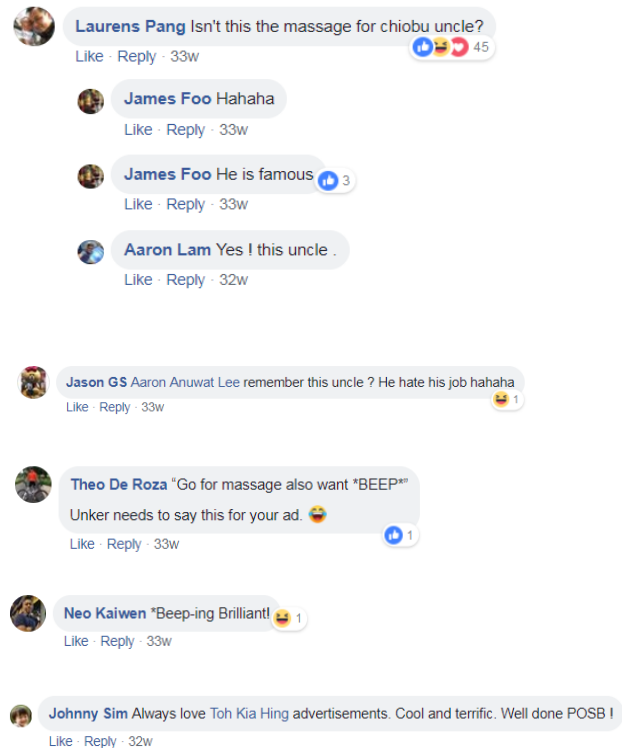 Laurens Pang Isn't this the massage for chiobu uncle?
45
Like · Reply · 33w
James Foo Hahaha
Like · Reply · 33w
James Foo He is famous
3
Like · Reply · 33w
Aaron Lam Yes ! this uncle .
Like · Reply · 32w
Jason GS Aaron Anuwat Lee remember this uncle ? He hate his job hahaha
1
Like · Reply · 33w
Theo De Roza “Go for massage also want *BEEP*”
Unker needs to say this for your ad. 😂
1
Like · Reply · 33w
Neo Kaiwen *Beep-ing Brilliant!
1
Like · Reply · 33w
Johnny Sim Always love Toh Kia Hing advertisements. Cool and terrific. Well done POSB !
Like · Reply · 32w